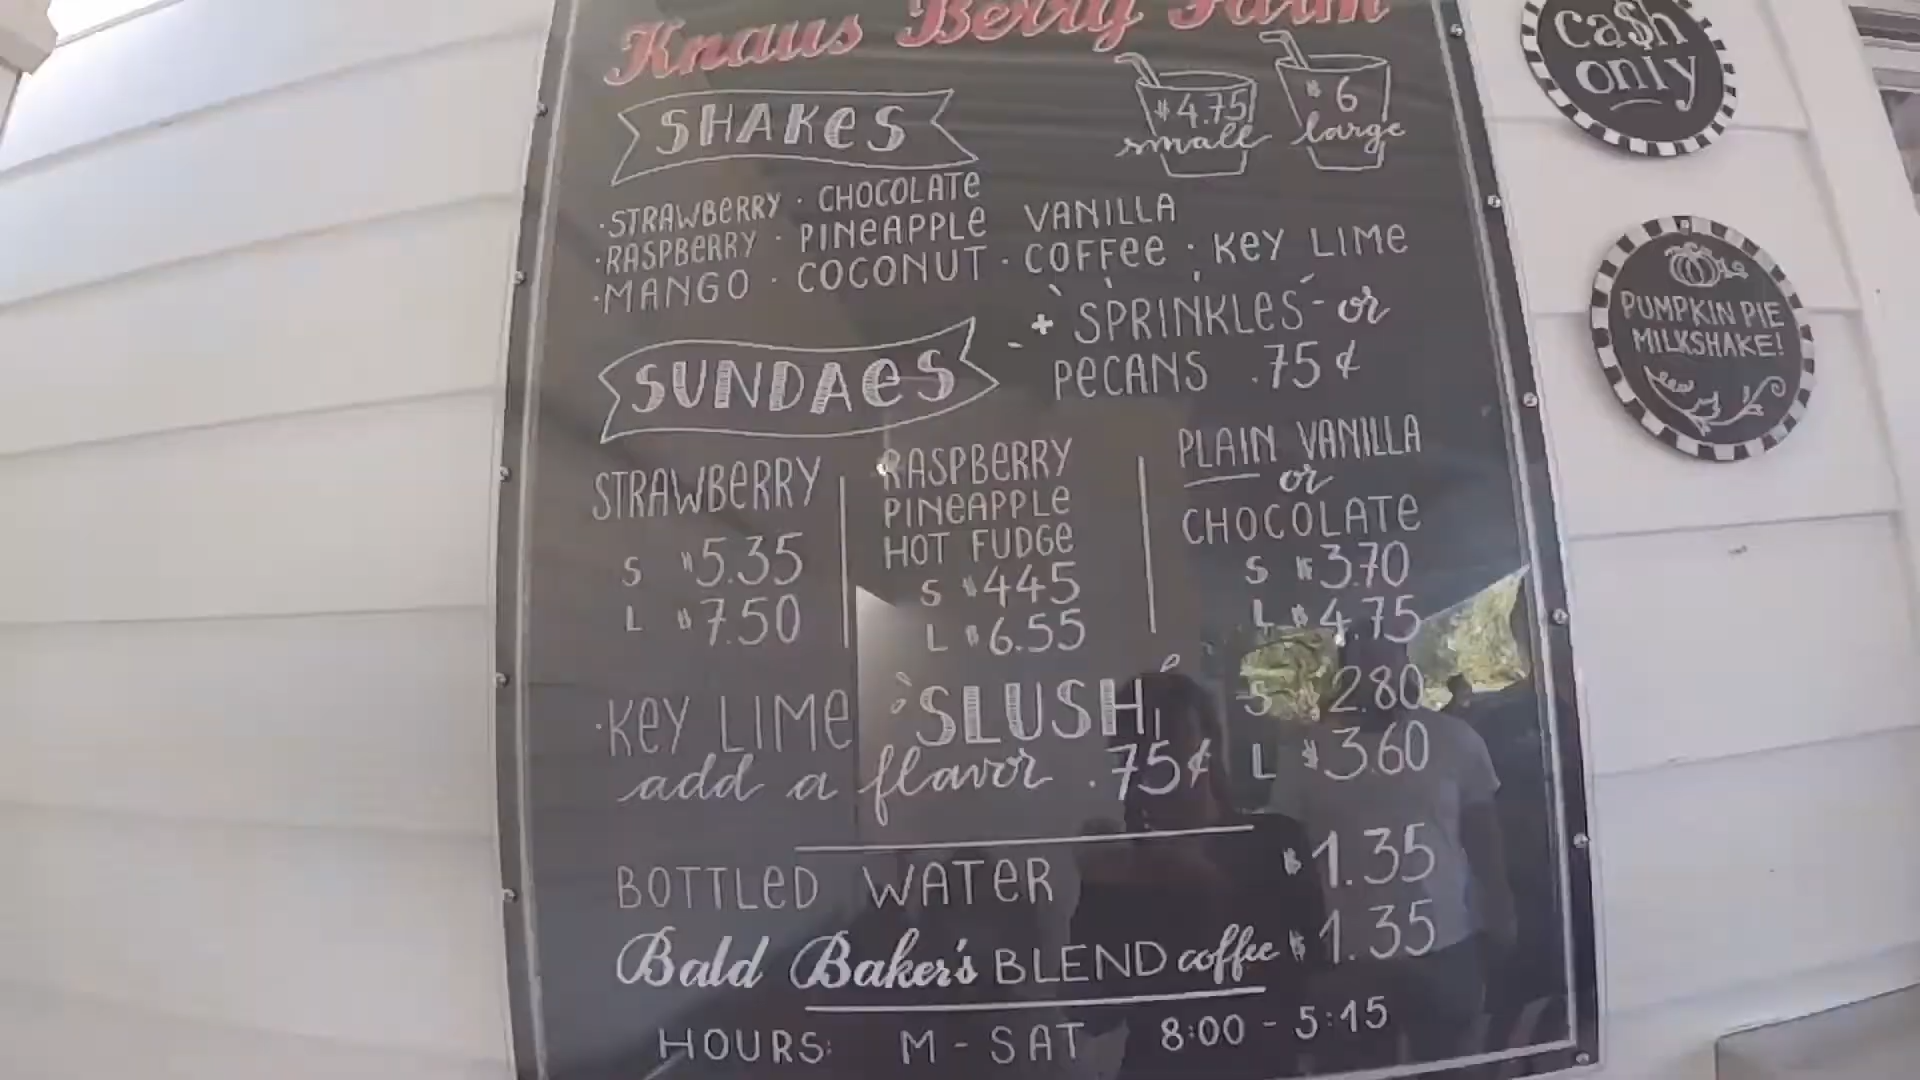 Knaus Berry Farm
SHAKES
$4.75 small
$6 large
·STRAWBERRY · CHOCOLATE VANILLA
·RASPBERRY · PINEAPPLE
·MANGO · COCONUT · COFFEE · KEY LIME
+ SPRINKLES or
PECANS .75¢
SUNDAES
STRAWBERRY
S $5.35
L $7.50
RASPBERRY
PINEAPPLE
HOT FUDGE
S $4.45
L $6.55
PLAIN VANILLA
or
CHOCOLATE
S $3.70
L $4.75
·KEY LIME SLUSH
add a flavor .75¢
S $2.80
L $3.60
BOTTLED WATER $1.35
Bald Baker's BLEND coffee $1.35
HOURS: M-SAT 8:00 - 5:15
ca$h
only
PUMPKIN PIE
MILKSHAKE!